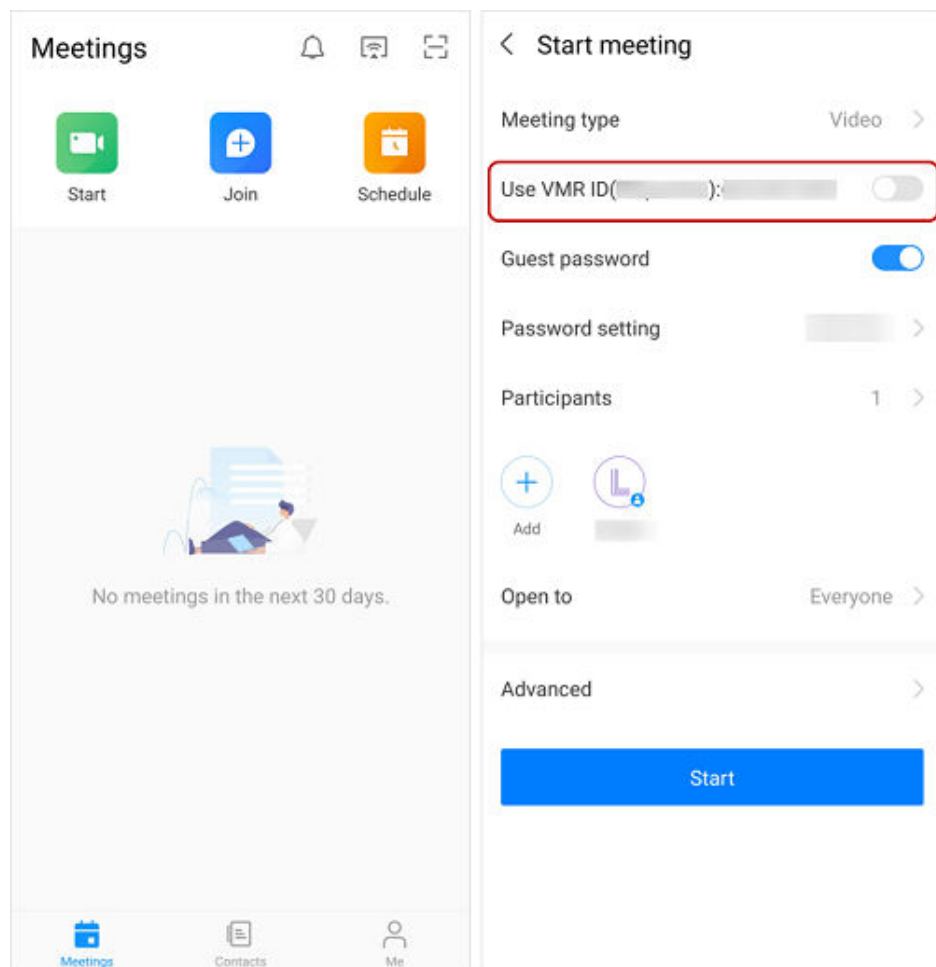 Meetings
Start
Join
Schedule
No meetings in the next 30 days.
Meetings
Contacts
Me
Start meeting
Meeting type
Video
Use VMR ID( ):
Guest password
Password setting
Participants
1
Add
L
Open to
Everyone
Advanced
Start